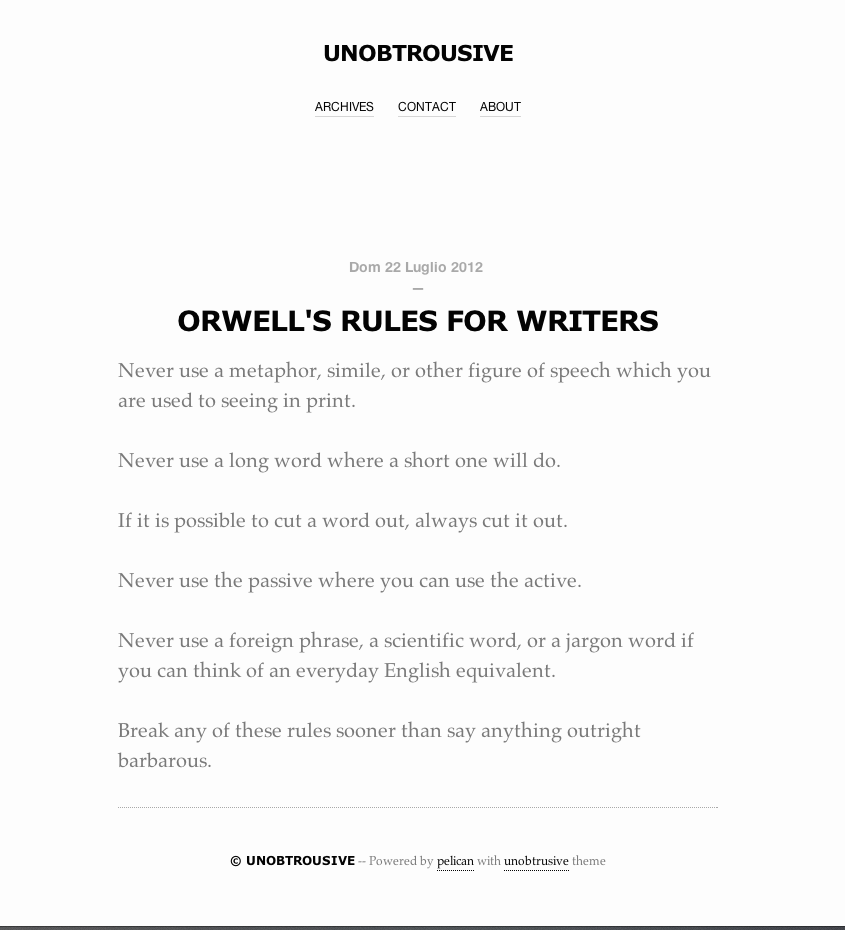 UNOBTROUSIVE
ARCHIVES CONTACT ABOUT
Dom 22 Luglio 2012
—
ORWELL'S RULES FOR WRITERS
Never use a metaphor, simile, or other figure of speech which you
are used to seeing in print.
Never use a long word where a short one will do.
If it is possible to cut a word out, always cut it out.
Never use the passive where you can use the active.
Never use a foreign phrase, a scientific word, or a jargon word if
you can think of an everyday English equivalent.
Break any of these rules sooner than say anything outright
barbarous.
© UNOBTROUSIVE -- Powered by pelican with unobtrusive theme